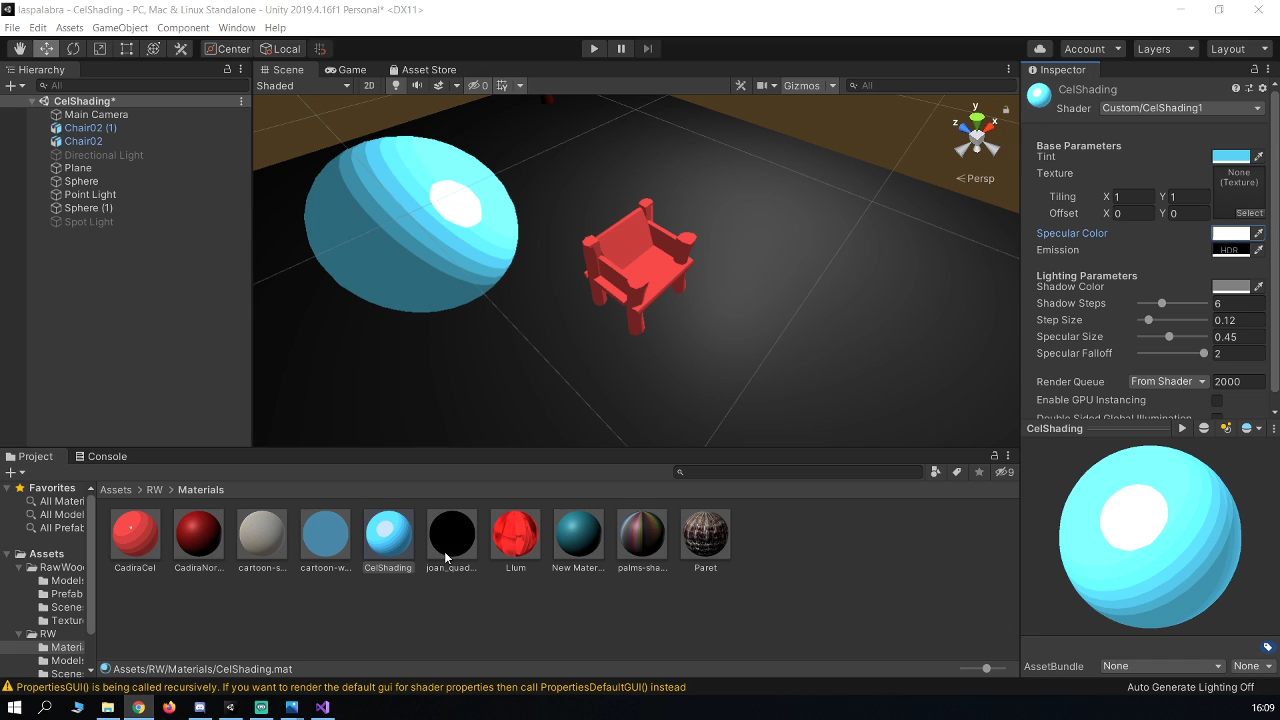 laspalabra - CelShading - PC, Mac & Linux Standalone - Unity 2019.4.16f1 Personal* <DX11>
File Edit Assets GameObject Component Window Help
Center Local Account Layers Layout
Hierarchy Scene Game Asset Store Inspector
All Shaded 2D 0 Gizmos All
CelShading*
Main Camera
Chair02 (1)
Chair02
Directional Light
Plane
Sphere
Point Light
Sphere (1)
Spot Light
y
z x
Persp
CelShading
Shader Custom/CelShading1
Base Parameters
Tint
Texture None (Texture)
Tiling X 1 Y 1
Offset X 0 Y 0 Select
Specular Color
Emission HDR
Lighting Parameters
Shadow Color
Shadow Steps 6
Step Size 0.12
Specular Size 0.45
Specular Falloff 2
Render Queue From Shader 2000
Enable GPU Instancing
Double Sided Global Illumination
CelShading
Project Console
9
Favorites
All Materi
All Model
All Prefab
Assets
RawWoo
Models
Prefab
Scene
Textur
RW
Materi
Models
Scene
Assets > RW > Materials
CadiraCel CadiraNor... cartoon-s... cartoon-w... CelShading joan_quad... Llum New Mater... palms-sha... Paret
Assets/RW/Materials/CelShading.mat
AssetBundle None None
PropertiesGUI() is being called recursively. If you want to render the default gui for shader properties then call PropertiesDefaultGUI() instead
Auto Generate Lighting Off
16:09